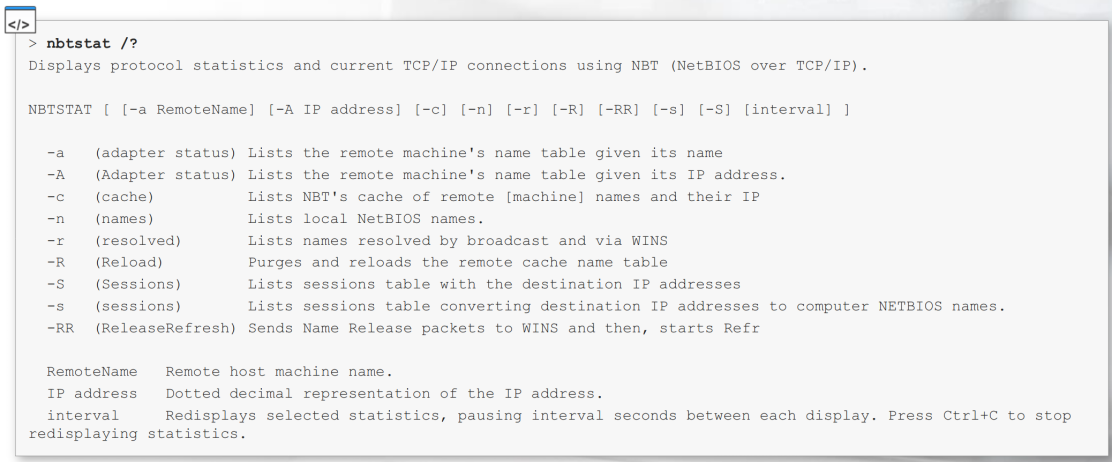 </>
> nbtstat /?
Displays protocol statistics and current TCP/IP connections using NBT (NetBIOS over TCP/IP).
NBTSTAT [ [-a RemoteName] [-A IP address] [-c] [-n] [-r] [-R] [-RR] [-s] [-S] [interval] ]
-a (adapter status) Lists the remote machine's name table given its name
-A (Adapter status) Lists the remote machine's name table given its IP address.
-c (cache) Lists NBT's cache of remote [machine] names and their IP
-n (names) Lists local NetBIOS names.
-r (resolved) Lists names resolved by broadcast and via WINS
-R (Reload) Purges and reloads the remote cache name table
-S (Sessions) Lists sessions table with the destination IP addresses
-s (sessions) Lists sessions table converting destination IP addresses to computer NETBIOS names.
-RR (ReleaseRefresh) Sends Name Release packets to WINS and then, starts Refr
RemoteName Remote host machine name.
IP address Dotted decimal representation of the IP address.
interval Redisplays selected statistics, pausing interval seconds between each display. Press Ctrl+C to stop
redisplaying statistics.